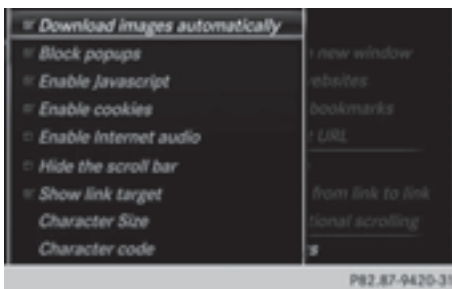 Download images automatically
Block popups
n new window
Enable Javascript
ebsites
Enable cookies
bookmarks
Enable Internet audio
URL
Hide the scroll bar
Show link target
from link to link
Character Size
tional scrolling
Character code
s
P82.87-9420-31